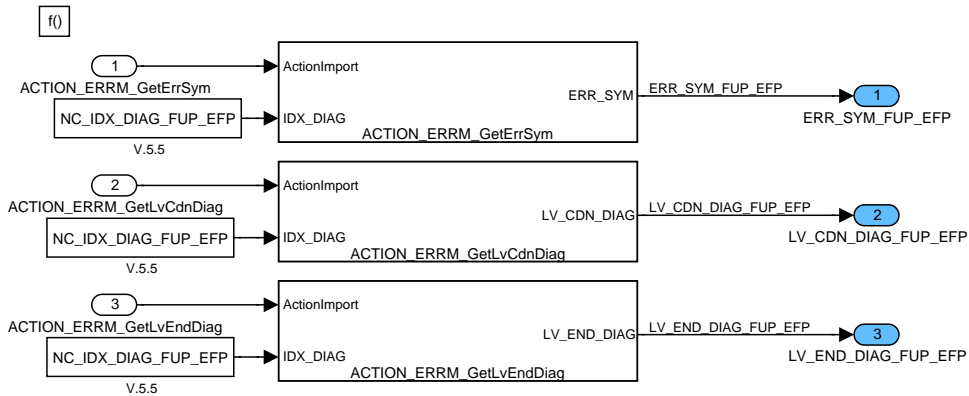 f()
1
ACTION_ERRM_GetErrSym
NC_IDX_DIAG_FUP_EFP
V.5.5
ActionImport
IDX_DIAG
ERR_SYM
ACTION_ERRM_GetErrSym
ERR_SYM_FUP_EFP
1
ERR_SYM_FUP_EFP
2
ACTION_ERRM_GetLvCdnDiag
NC_IDX_DIAG_FUP_EFP
V.5.5
ActionImport
IDX_DIAG
LV_CDN_DIAG
ACTION_ERRM_GetLvCdnDiag
LV_CDN_DIAG_FUP_EFP
2
LV_CDN_DIAG_FUP_EFP
3
ACTION_ERRM_GetLvEndDiag
NC_IDX_DIAG_FUP_EFP
V.5.5
ActionImport
IDX_DIAG
LV_END_DIAG
ACTION_ERRM_GetLvEndDiag
LV_END_DIAG_FUP_EFP
3
LV_END_DIAG_FUP_EFP